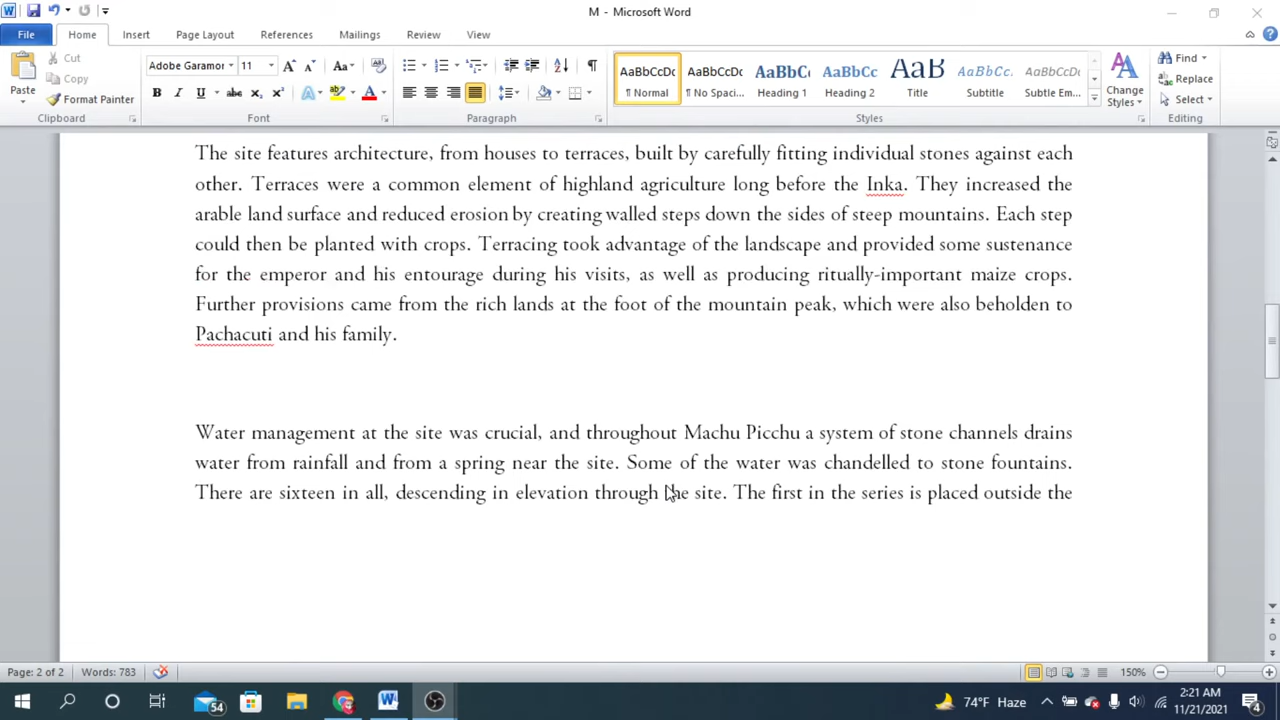 M - Microsoft Word
File Home Insert Page Layout References Mailings Review View
Paste
Cut
Copy
Format Painter
Clipboard
Adobe Garamor 11
Font
Paragraph
AaBbCcDc AaBbCcDc AaBbC AaBbCc AaB AaBbCc. AaBbCcDc
¶ Normal ¶ No Spaci... Heading 1 Heading 2 Title Subtitle Subtle Em...
Change Styles
Styles
Find
Replace
Select
Editing
The site features architecture, from houses to terraces, built by carefully fitting individual stones against each
other. Terraces were a common element of highland agriculture long before the Inka. They increased the
arable land surface and reduced erosion by creating walled steps down the sides of steep mountains. Each step
could then be planted with crops. Terracing took advantage of the landscape and provided some sustenance
for the emperor and his entourage during his visits, as well as producing ritually-important maize crops.
Further provisions came from the rich lands at the foot of the mountain peak, which were also beholden to
Pachacuti and his family.
Water management at the site was crucial, and throughout Machu Picchu a system of stone channels drains
water from rainfall and from a spring near the site. Some of the water was chandelled to stone fountains.
There are sixteen in all, descending in elevation through the site. The first in the series is placed outside the
Page: 2 of 2 Words: 783 150%
54 74°F Haze 2:21 AM
11/21/2021 4